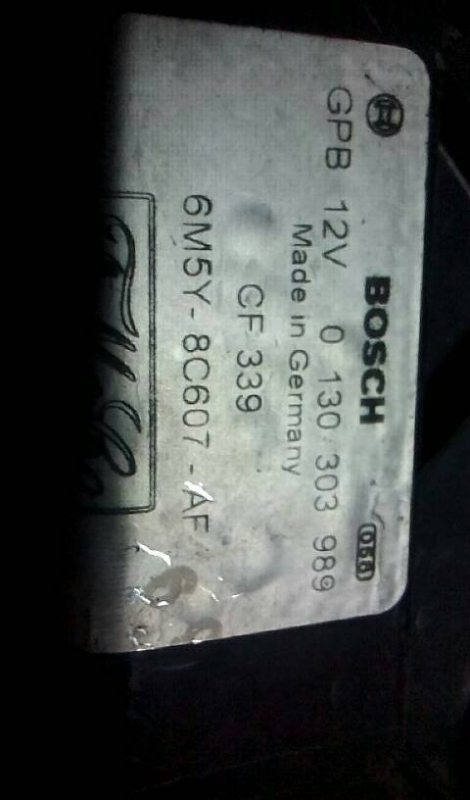 BOSCH
GPB 12V 0 130 303 989
Made in Germany
CF 339
6M5Y-8C607-AF